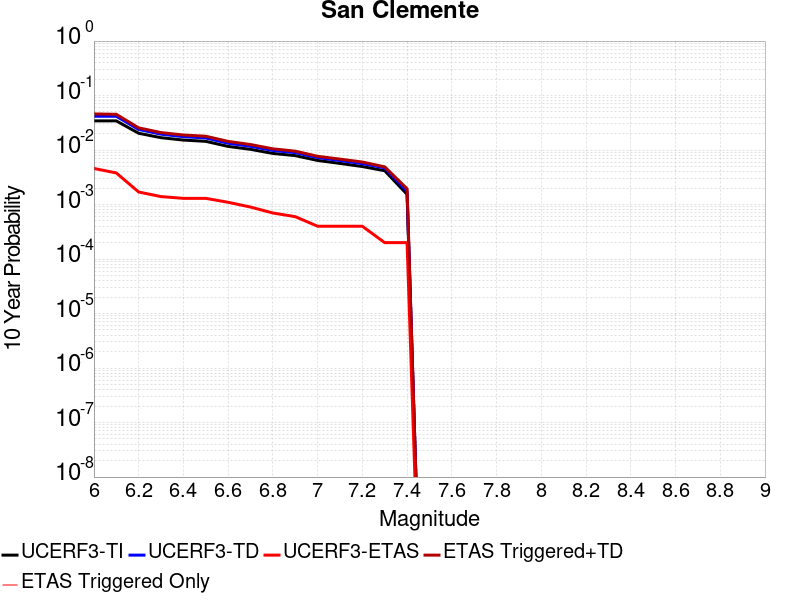 San Clemente
10 0
10 -1
10 -2
10 -3
10 -4
10 -5
10 -6
10 -7
10 -8
10 Year Probability
6 6.2 6.4 6.6 6.8 7 7.2 7.4 7.6 7.8 8 8.2 8.4 8.6 8.8 9
Magnitude
UCERF3-TI UCERF3-TD UCERF3-ETAS ETAS Triggered+TD
ETAS Triggered Only